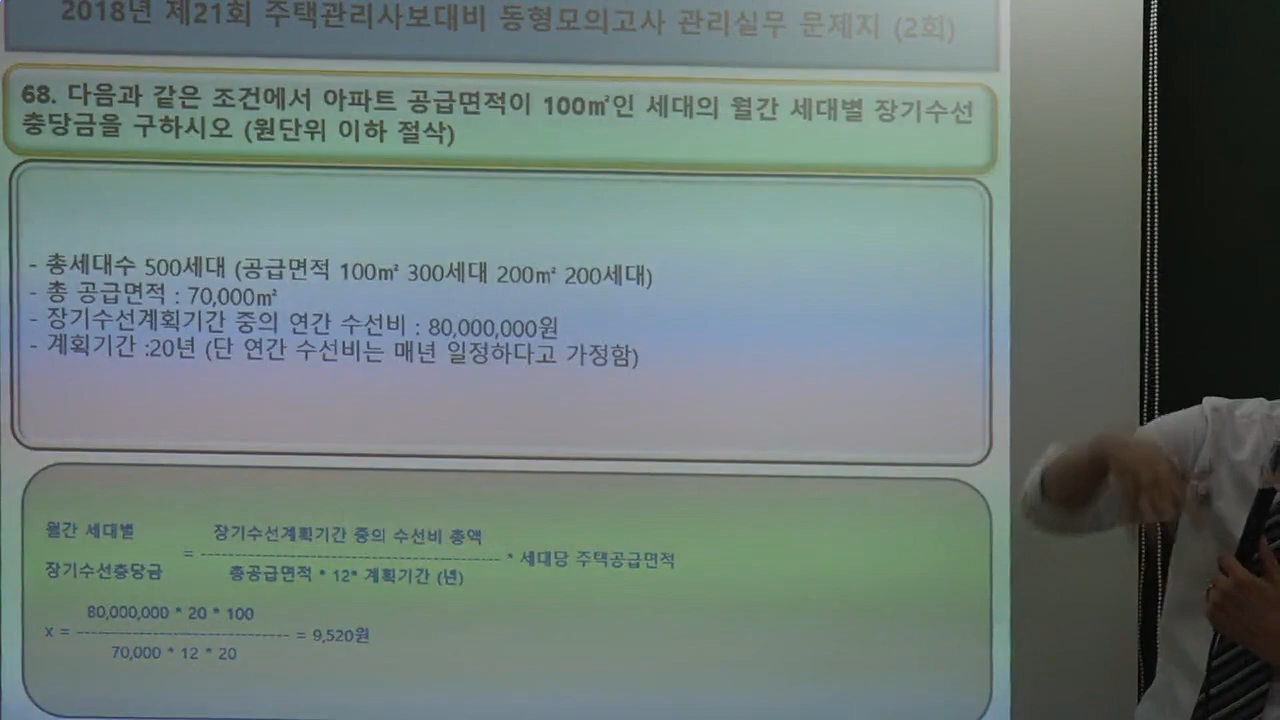 2018년 제21회 주택관리사보대비 동형모의고사 관리실무 문제지 (2회)
68. 다음과 같은 조건에서 아파트 공급면적이 100㎡인 세대의 월간 세대별 장기수선
충당금을 구하시오 (원단위 이하 절삭)
- 총세대수 500세대 (공급면적 100㎡ 300세대 200㎡ 200세대)
- 총 공급면적 : 70,000㎡
- 장기수선계획기간 중의 연간 수선비 : 80,000,000원
- 계획기간 :20년 (단 연간 수선비는 매년 일정하다고 가정함)
월간 세대별 장기수선계획기간 중의 수선비 총액
= ---------------------------------------------- * 세대당 주택공급면적
장기수선충당금 총공급면적 * 12* 계획기간 (년)
80,000,000 * 20 * 100
x = -------------------------------- = 9,520원
70,000 * 12 * 20